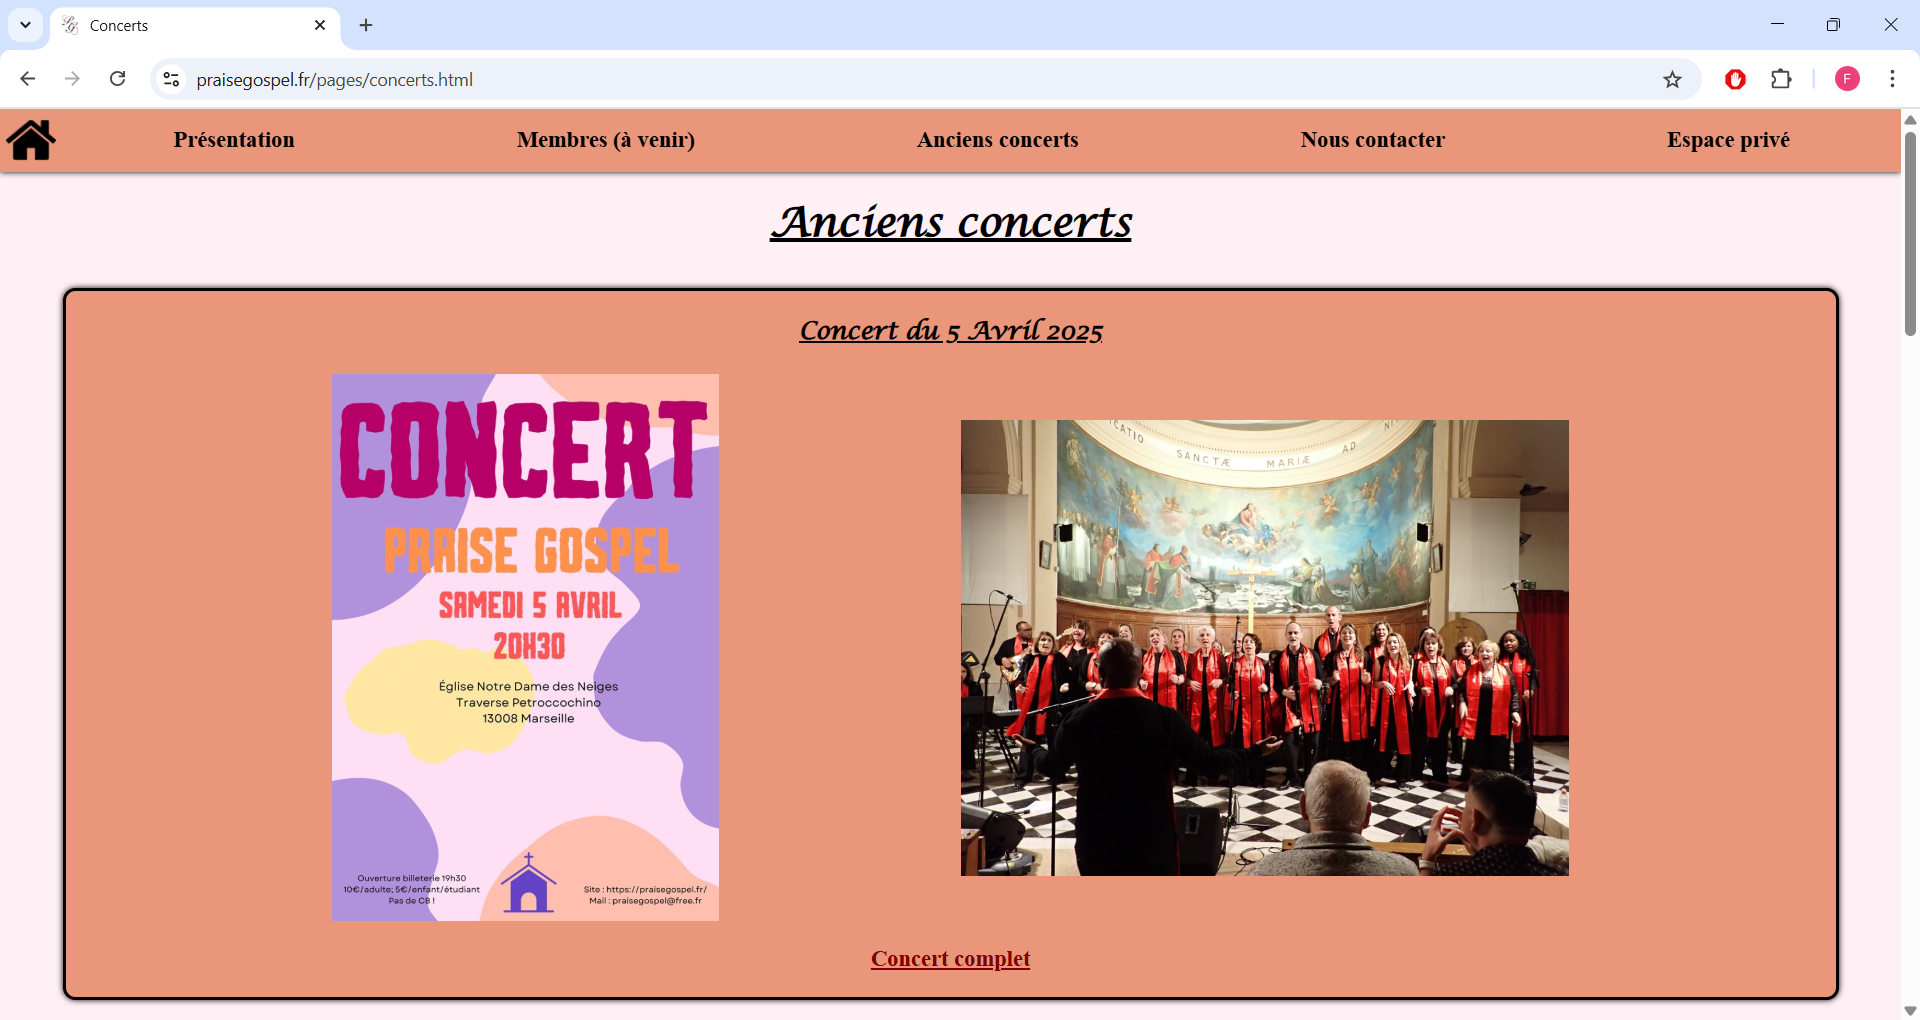 Concerts
praisegospel.fr/pages/concerts.html
F
Présentation
Membres (à venir)
Anciens concerts
Nous contacter
Espace privé
Anciens concerts
Concert du 5 Avril 2025
CONCERT
PRAISE GOSPEL
SAMEDI 5 AVRIL
20H30
Église Notre Dame des Neiges
Traverse Petroccochino
13008 Marseille
Ouverture billeterie 19h30
10€/adulte; 5€/enfant/étudiant
Pas de CB !
Site : https://praisegospel.fr/
Mail : praisegospel@free.fr
ICATIO SANCTÆ MARIÆ AD NI
Concert complet